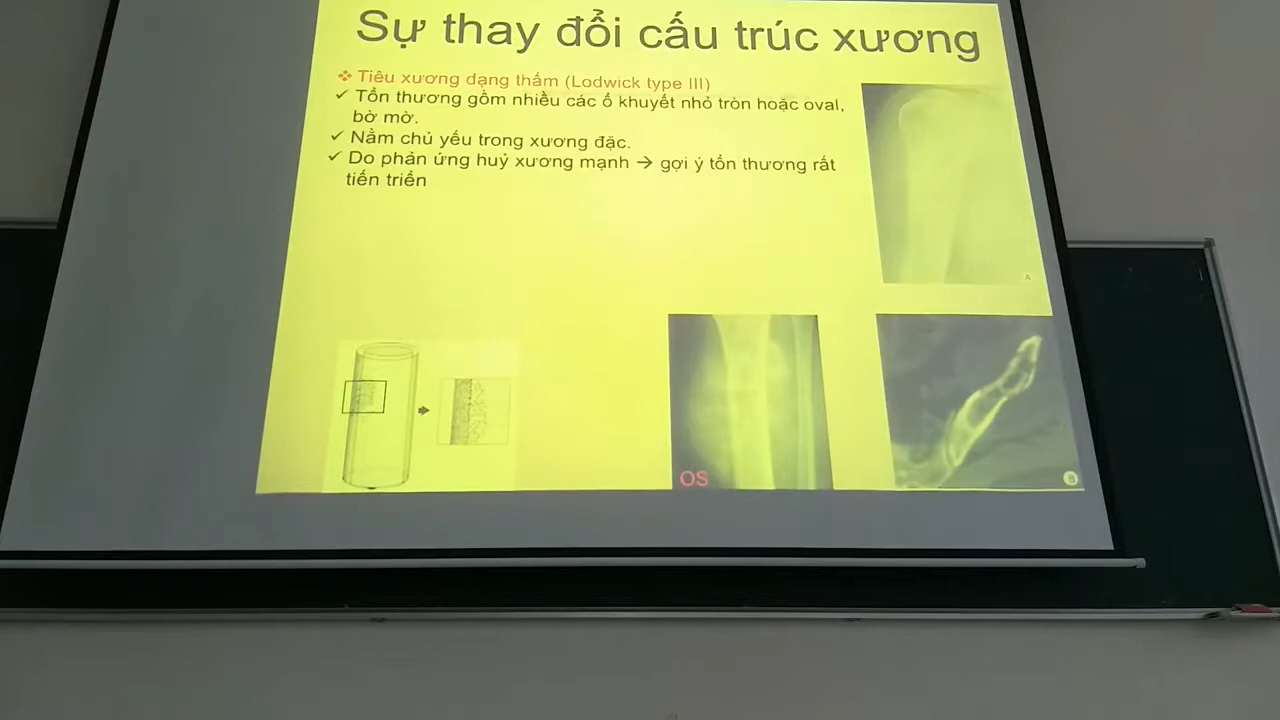 Sự thay đổi cấu trúc xương
❖ Tiêu xương dạng thấm (Lodwick type III)
✓ Tổn thương gồm nhiều các ổ khuyết nhỏ tròn hoặc oval,
bờ mờ.
✓ Nằm chủ yếu trong xương đặc.
✓ Do phản ứng huỷ xương mạnh → gợi ý tổn thương rất
tiến triển
A
OS
B